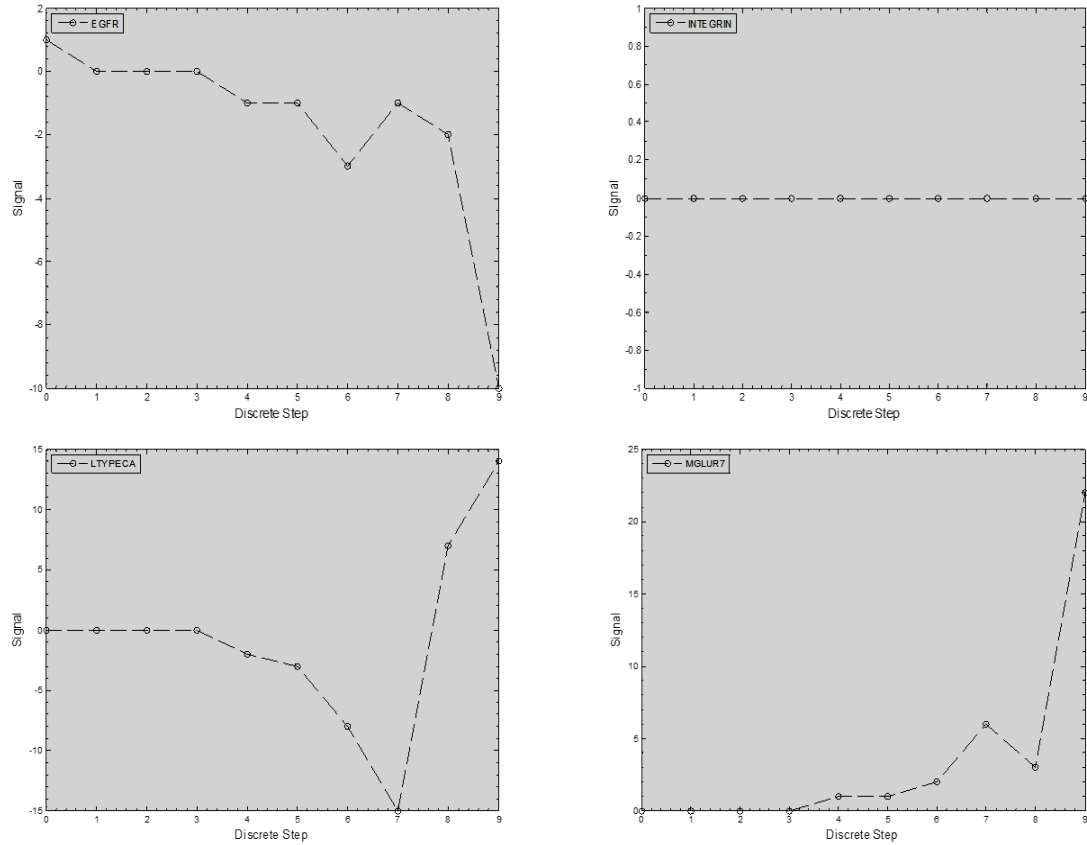 EGFR
2
0
-2
-4
-6
-8
-10
Signal
0 1 2 3 4 5 6 7 8 9
Discrete Step
INTEGRIN
1
0.8
0.6
0.4
0.2
0
-0.2
-0.4
-0.6
-0.8
-1
Signal
0 1 2 3 4 5 6 7 8 9
Discrete Step
LTYPECA
15
10
5
0
-5
-10
-15
Signal
0 1 2 3 4 5 6 7 8 9
Discrete Step
MGLUR7
25
20
15
10
5
0
Signal
0 1 2 3 4 5 6 7 8 9
Discrete Step